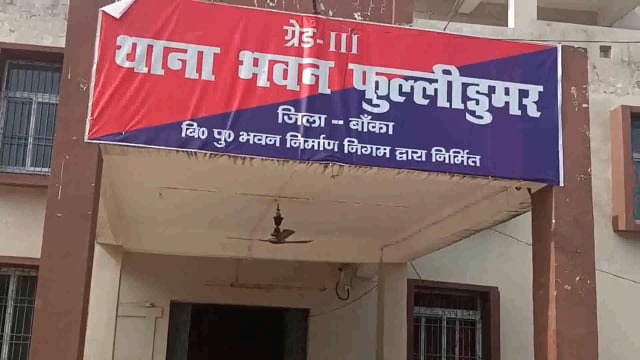 ग्रेड-III
थाना भवन फुल्लीडुमर
जिला - बाँका
बि० पु० भवन निर्माण निगम द्वारा निर्मित